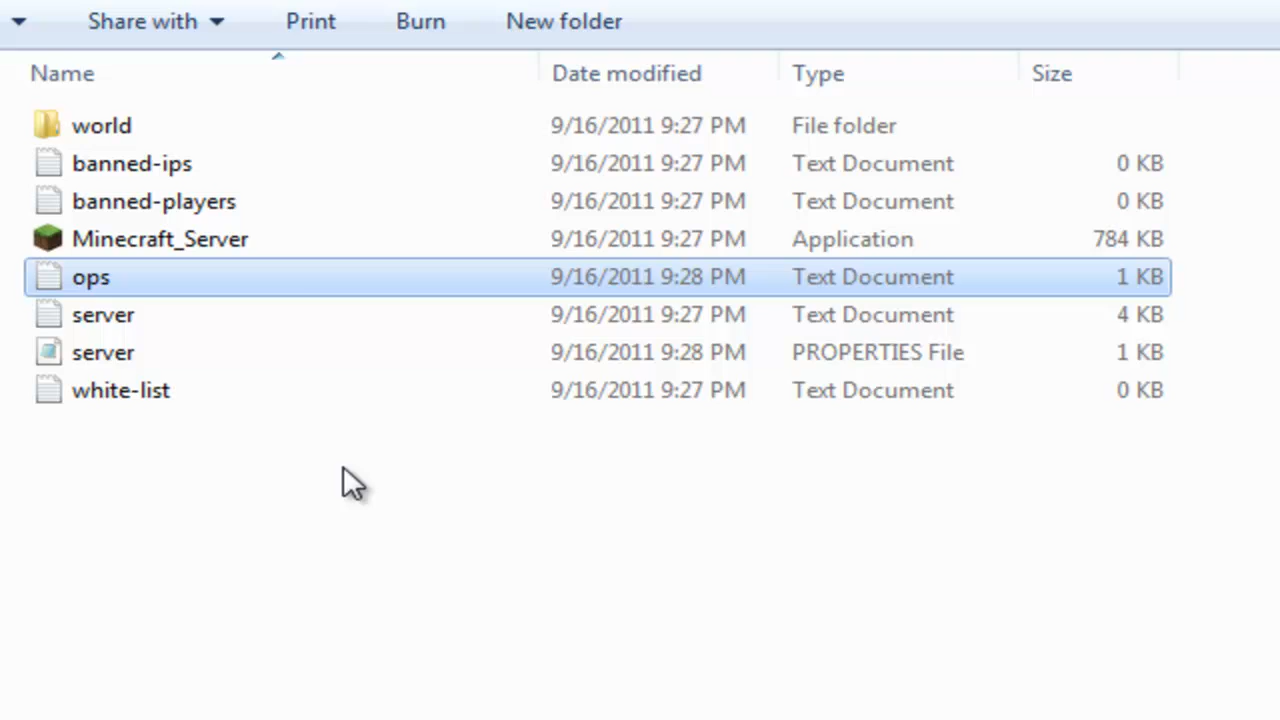 Share with Print Burn New folder
Name Date modified Type Size
world 9/16/2011 9:27 PM File folder
banned-ips 9/16/2011 9:27 PM Text Document 0 KB
banned-players 9/16/2011 9:27 PM Text Document 0 KB
Minecraft_Server 9/16/2011 9:27 PM Application 784 KB
ops 9/16/2011 9:28 PM Text Document 1 KB
server 9/16/2011 9:27 PM Text Document 4 KB
server 9/16/2011 9:28 PM PROPERTIES File 1 KB
white-list 9/16/2011 9:27 PM Text Document 0 KB